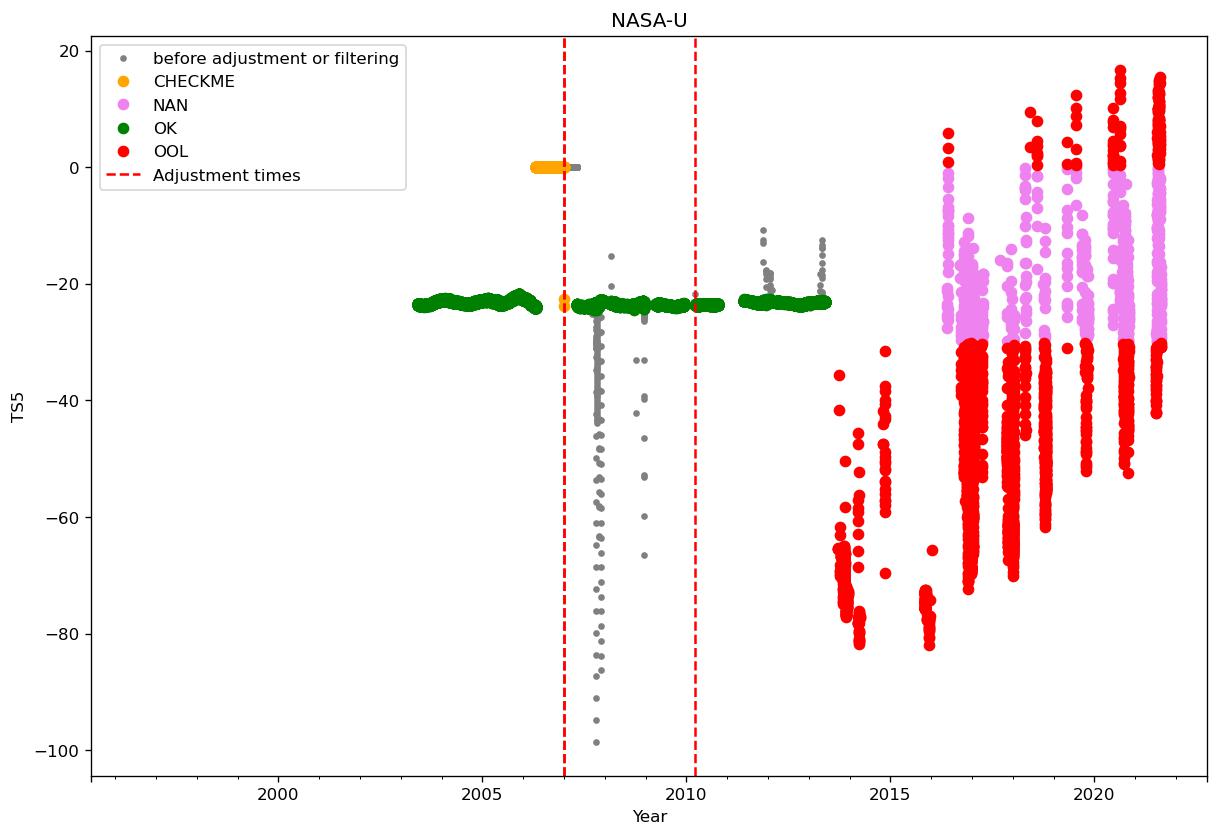 NASA-U
before adjustment or filtering
CHECKME
NAN
OK
OOL
Adjustment times
20
0
−20
−40
−60
−80
−100
TS5
2000 2005 2010 2015 2020
Year